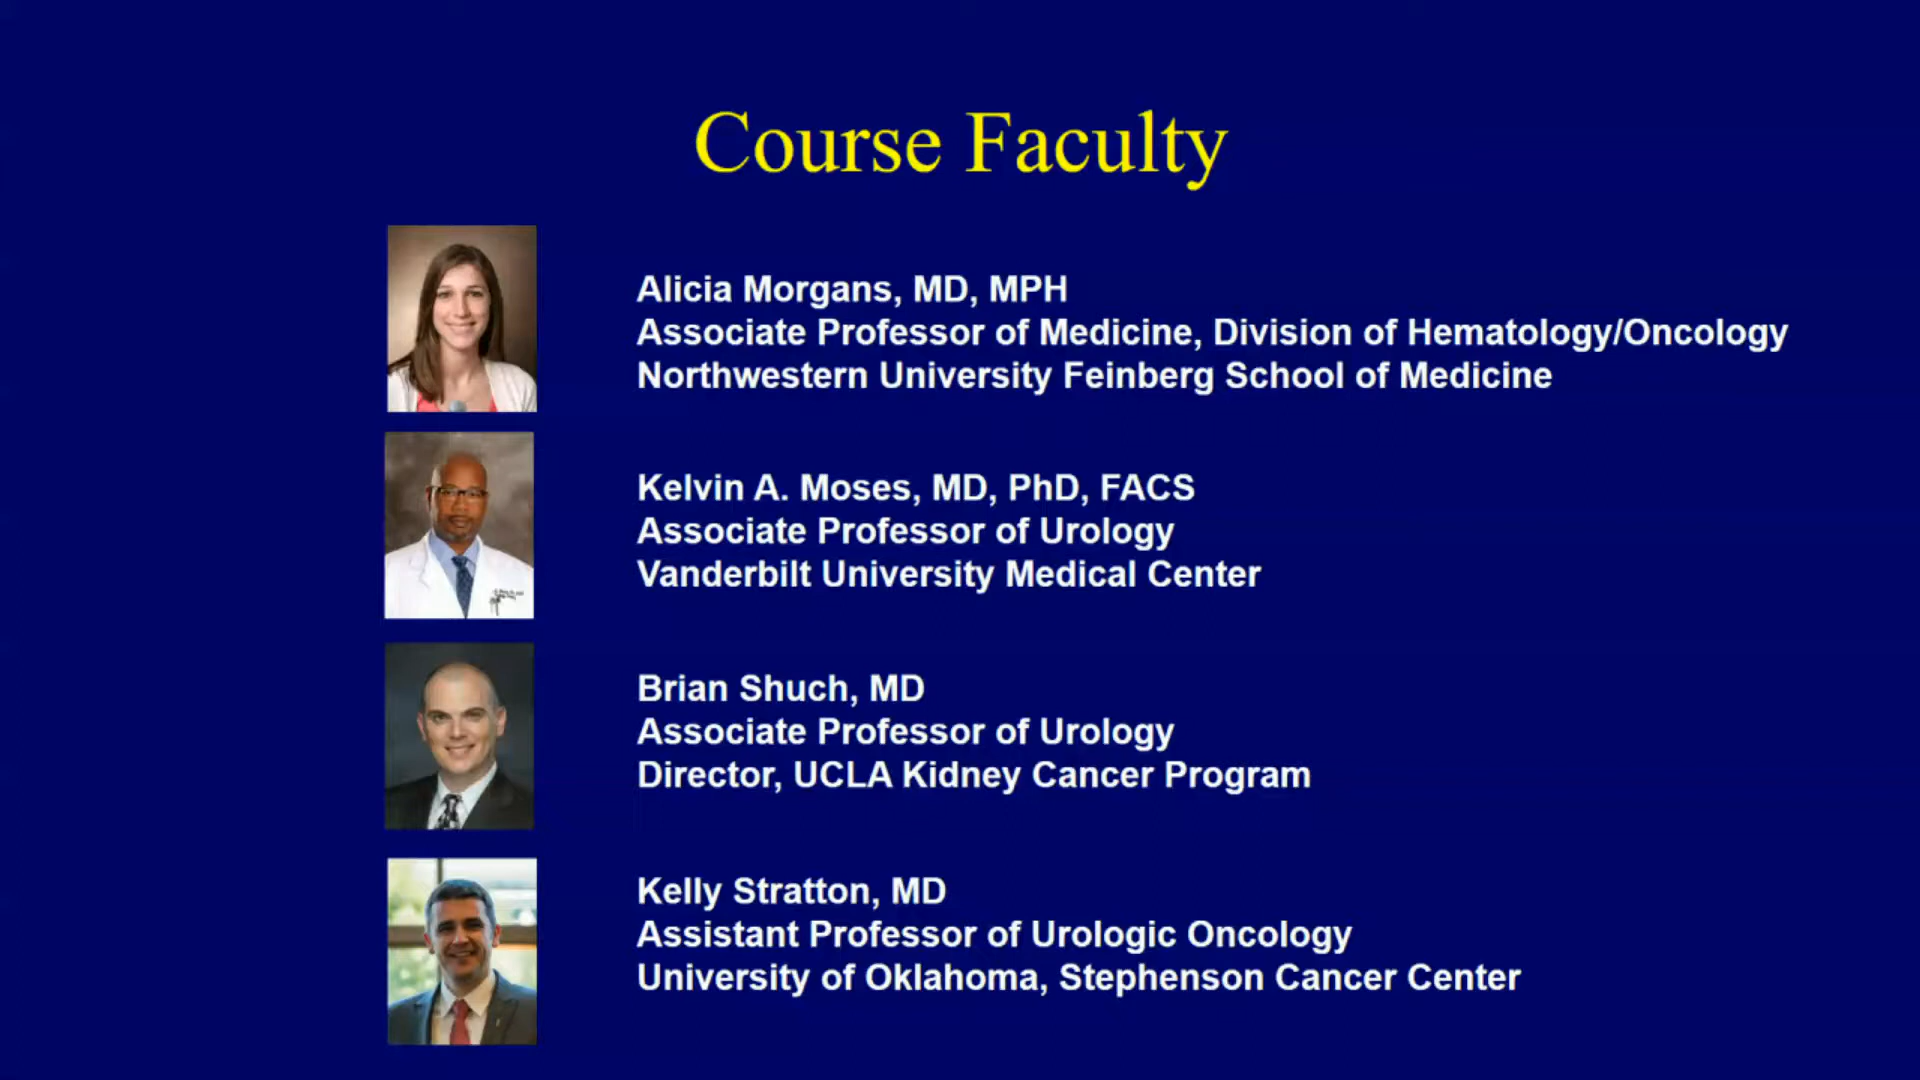 Course Faculty
Alicia Morgans, MD, MPH
Associate Professor of Medicine, Division of Hematology/Oncology
Northwestern University Feinberg School of Medicine
Kelvin A. Moses, MD, PhD, FACS
Associate Professor of Urology
Vanderbilt University Medical Center
Brian Shuch, MD
Associate Professor of Urology
Director, UCLA Kidney Cancer Program
Kelly Stratton, MD
Assistant Professor of Urologic Oncology
University of Oklahoma, Stephenson Cancer Center